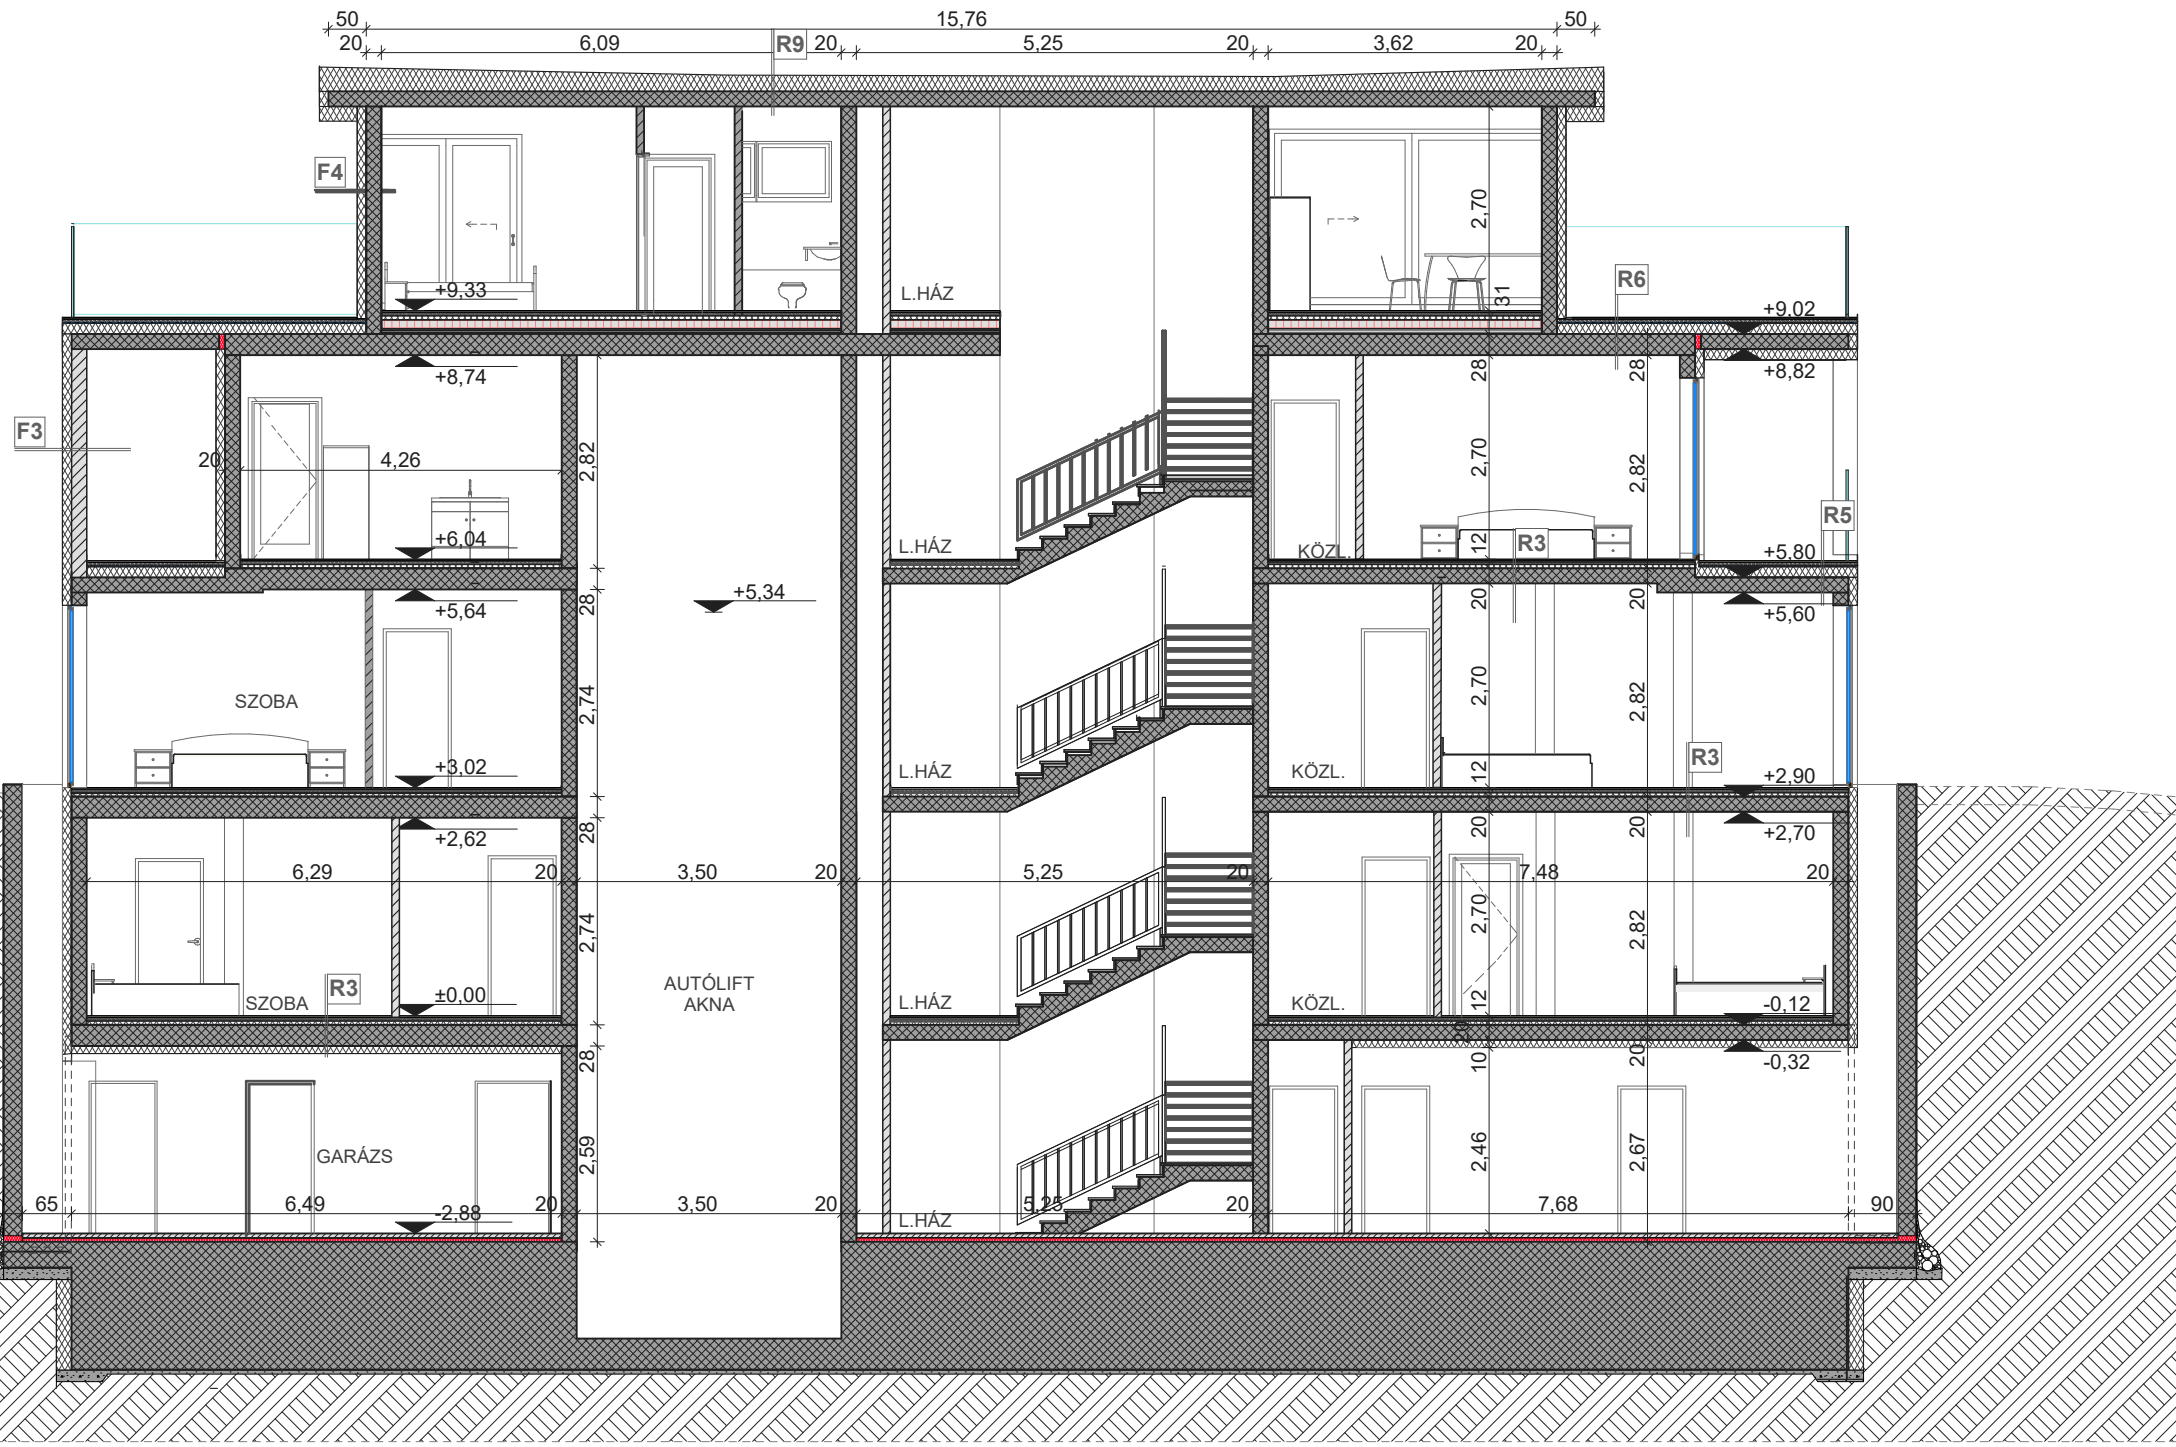 50 15,76 50
20 6,09 20 5,25 20 3,62 20
R9
F4
2,70
+9,33
L.HÁZ
31
R6
+9,02
+8,74
28
28
+8,82
F3
20
4,26
2,82
2,70
2,82
R5
+6,04
L.HÁZ
KÖZL.
12
R3
+5,80
+5,64
28
+5,34
20
20
+5,60
SZOBA
2,74
2,70
2,82
+3,02
L.HÁZ
KÖZL.
12
R3
+2,90
+2,62
28
20
20
+2,70
6,29 20 3,50 20 5,25 20 7,48 20
2,74
2,70
2,82
R3
SZOBA
±0,00
AUTÓLIFT
AKNA
L.HÁZ
KÖZL.
12
-0,12
28
20
10
20
-0,32
GARÁZS
2,59
2,46
2,67
65 6,49 20 3,50 20 5,25 20 7,68 90
-2,88
L.HÁZ